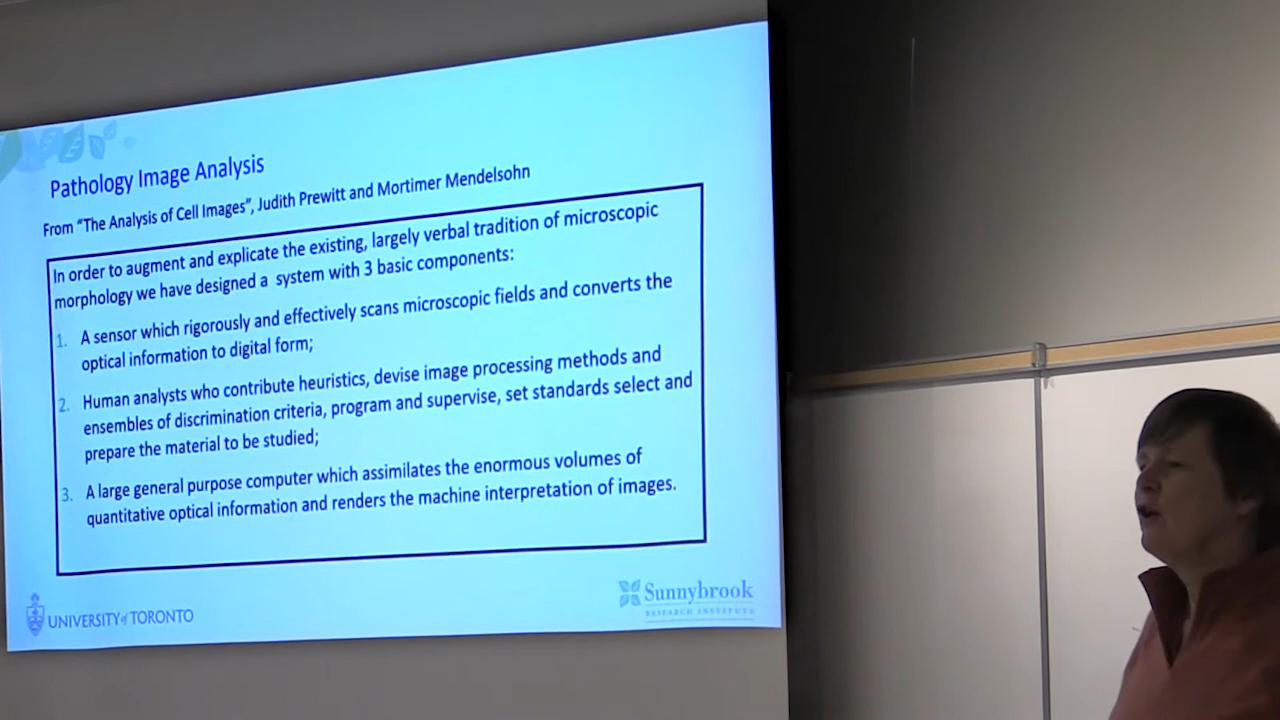 Pathology Image Analysis
From "The Analysis of Cell Images", Judith Prewitt and Mortimer Mendelsohn
In order to augment and explicate the existing, largely verbal tradition of microscopic
morphology we have designed a system with 3 basic components:
1. A sensor which rigorously and effectively scans microscopic fields and converts the
optical information to digital form;
2. Human analysts who contribute heuristics, devise image processing methods and
ensembles of discrimination criteria, program and supervise, set standards select and
prepare the material to be studied;
3. A large general purpose computer which assimilates the enormous volumes of
quantitative optical information and renders the machine interpretation of images.
UNIVERSITY of TORONTO
Sunnybrook
RESEARCH INSTITUTE